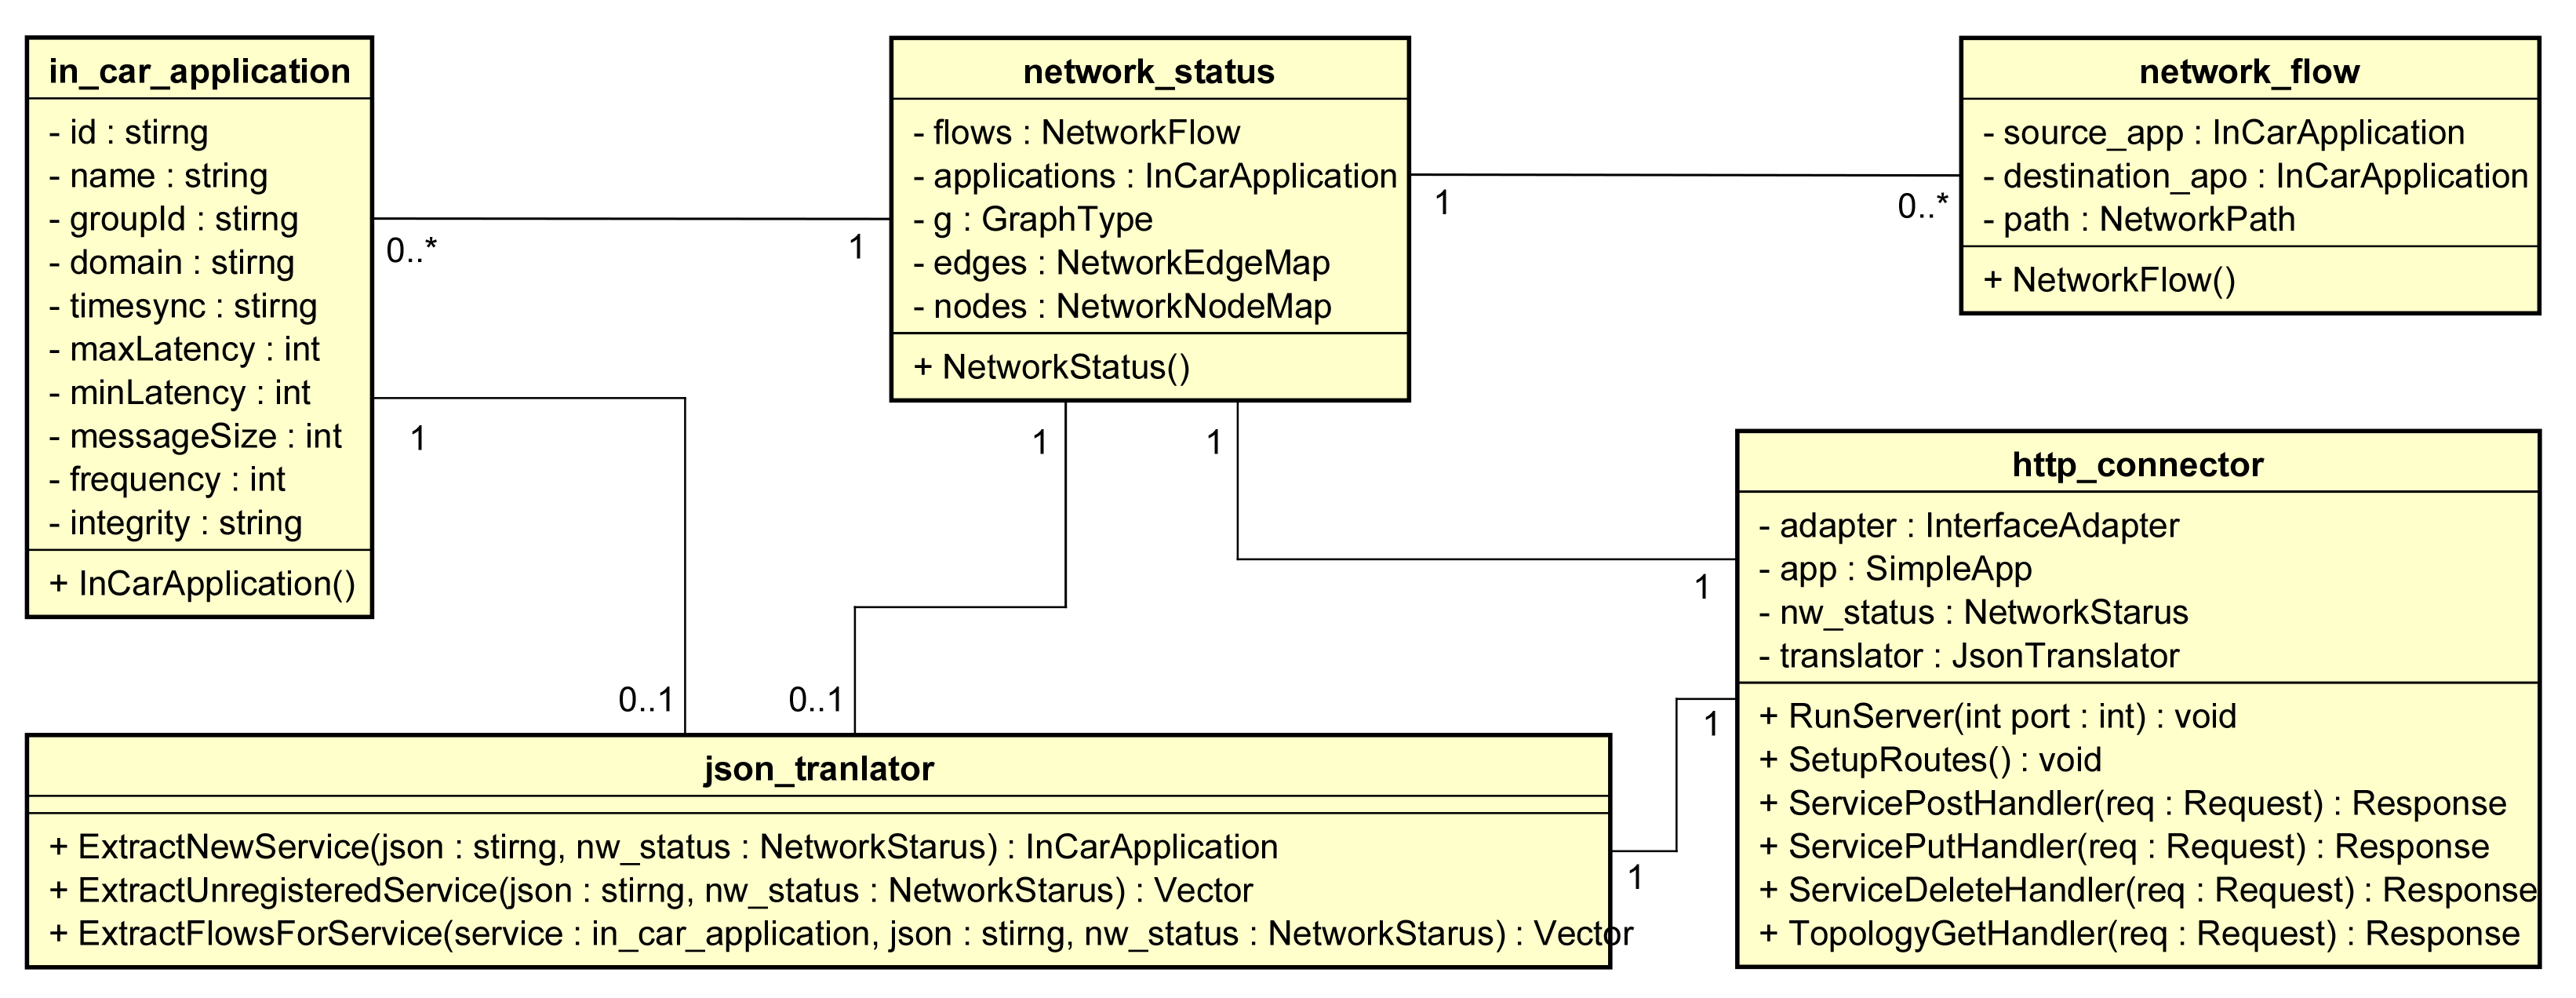 in_car_application
- id : stirng
- name : string
- groupId : stirng
- domain : stirng
- timesync : stirng
- maxLatency : int
- minLatency : int
- messageSize : int
- frequency : int
- integrity : string
+ InCarApplication()
0..*
1
1
0..1
network_status
- flows : NetworkFlow
- applications : InCarApplication
- g : GraphType
- edges : NetworkEdgeMap
- nodes : NetworkNodeMap
+ NetworkStatus()
1
0..*
1
0..1
1
1
network_flow
- source_app : InCarApplication
- destination_apo : InCarApplication
- path : NetworkPath
+ NetworkFlow()
http_connector
- adapter : InterfaceAdapter
- app : SimpleApp
- nw_status : NetworkStarus
- translator : JsonTranslator
+ RunServer(int port : int) : void
+ SetupRoutes() : void
+ ServicePostHandler(req : Request) : Response
+ ServicePutHandler(req : Request) : Response
+ ServiceDeleteHandler(req : Request) : Response
+ TopologyGetHandler(req : Request) : Response
1
1
json_tranlator
+ ExtractNewService(json : stirng, nw_status : NetworkStarus) : InCarApplication
+ ExtractUnregisteredService(json : stirng, nw_status : NetworkStarus) : Vector
+ ExtractFlowsForService(service : in_car_application, json : stirng, nw_status : NetworkStarus) : Vector